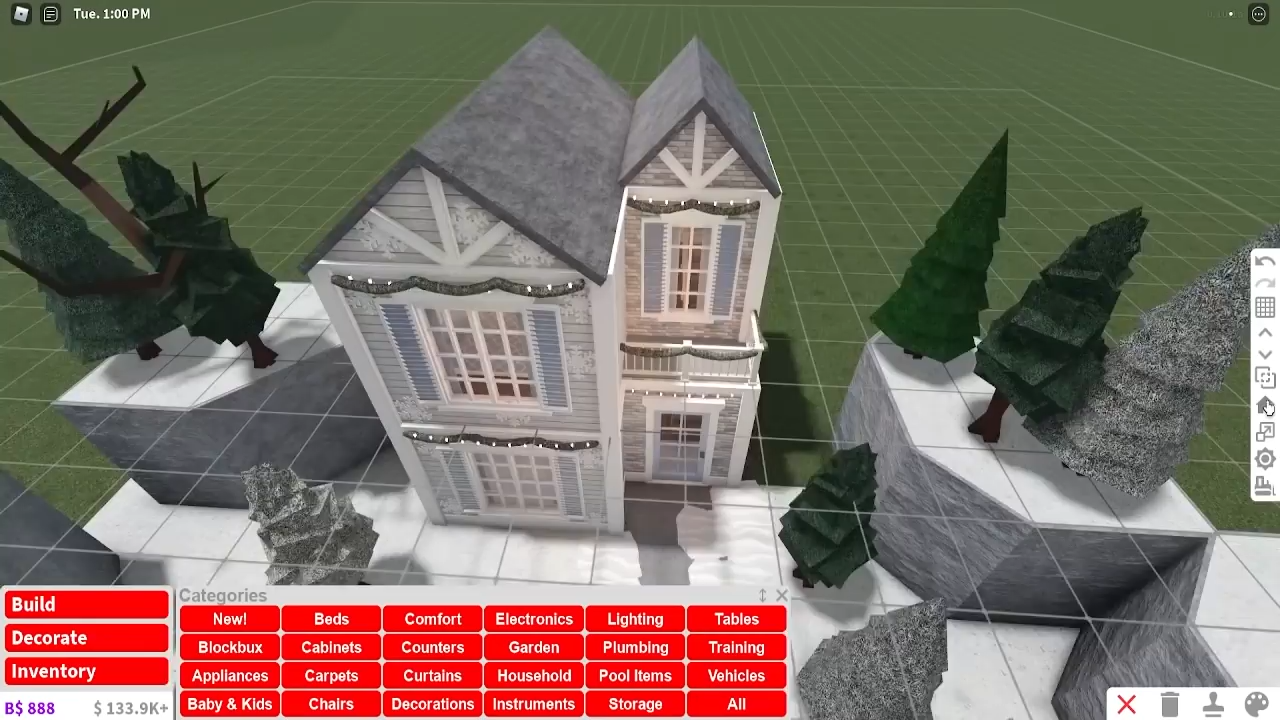 Tue. 1:00 PM
Build
Decorate
Inventory
B$ 888 $ 133.9K+
Categories
New! Beds Comfort Electronics Lighting Tables
Blockbux Cabinets Counters Garden Plumbing Training
Appliances Carpets Curtains Household Pool Items Vehicles
Baby & Kids Chairs Decorations Instruments Storage All